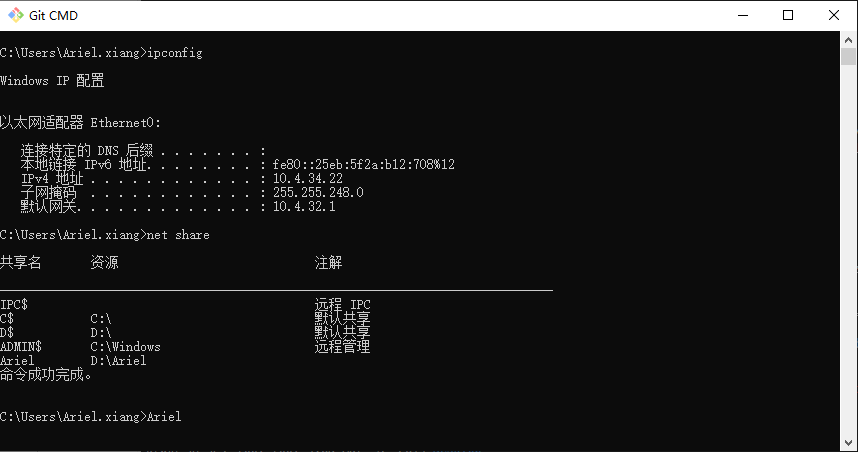 Git CMD
C:\Users\Ariel.xiang>ipconfig
Windows IP 配置
以太网适配器 Ethernet0:
连接特定的 DNS 后缀 . . . . . . . :
本地链接 IPv6 地址. . . . . . . . : fe80::25eb:5f2a:b12:708%12
IPv4 地址 . . . . . . . . . . . . : 10.4.34.22
子网掩码 . . . . . . . . . . . . : 255.255.248.0
默认网关. . . . . . . . . . . . . : 10.4.32.1
C:\Users\Ariel.xiang>net share
共享名 资源 注解
IPC$ 远程 IPC
C$ C:\ 默认共享
D$ D:\ 默认共享
ADMIN$ C:\Windows 远程管理
Ariel D:\Ariel
命令成功完成。
C:\Users\Ariel.xiang>Ariel